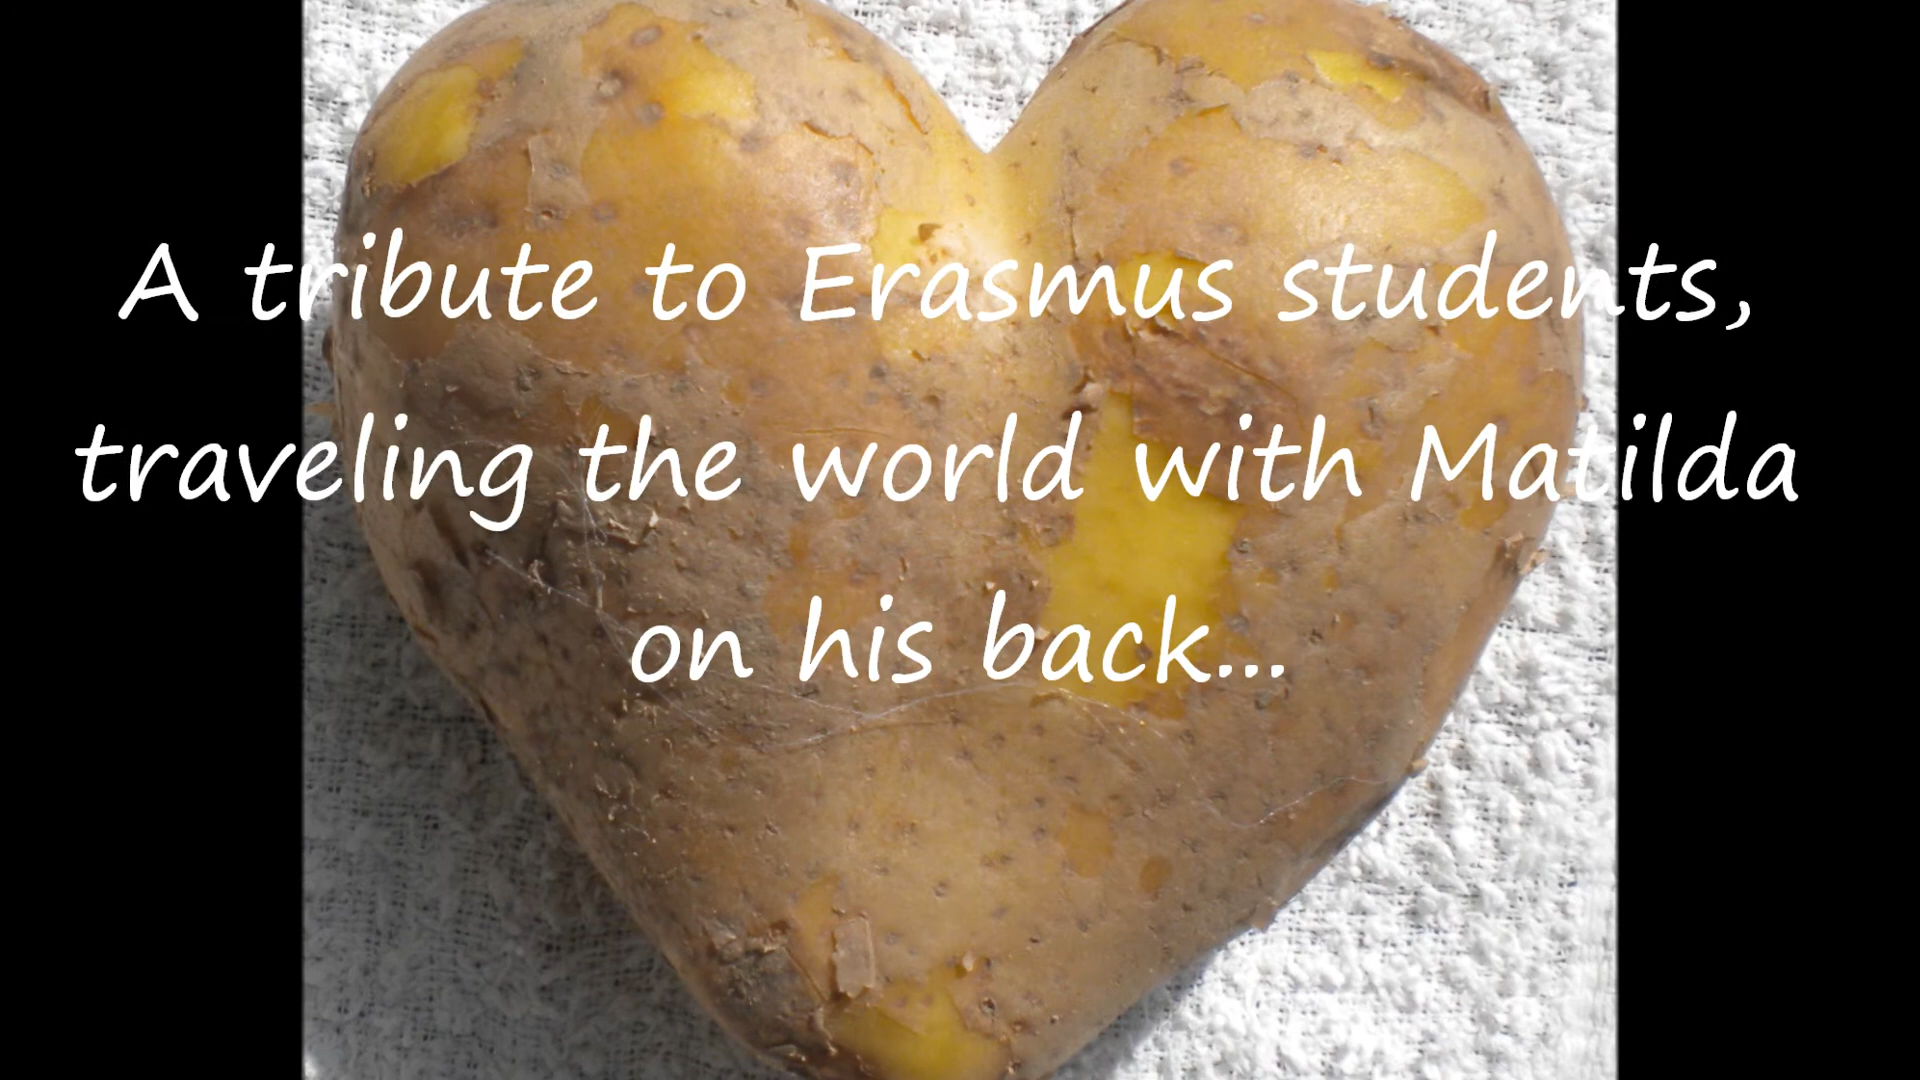 A tribute to Erasmus students,
traveling the world with Matilda
on his back...